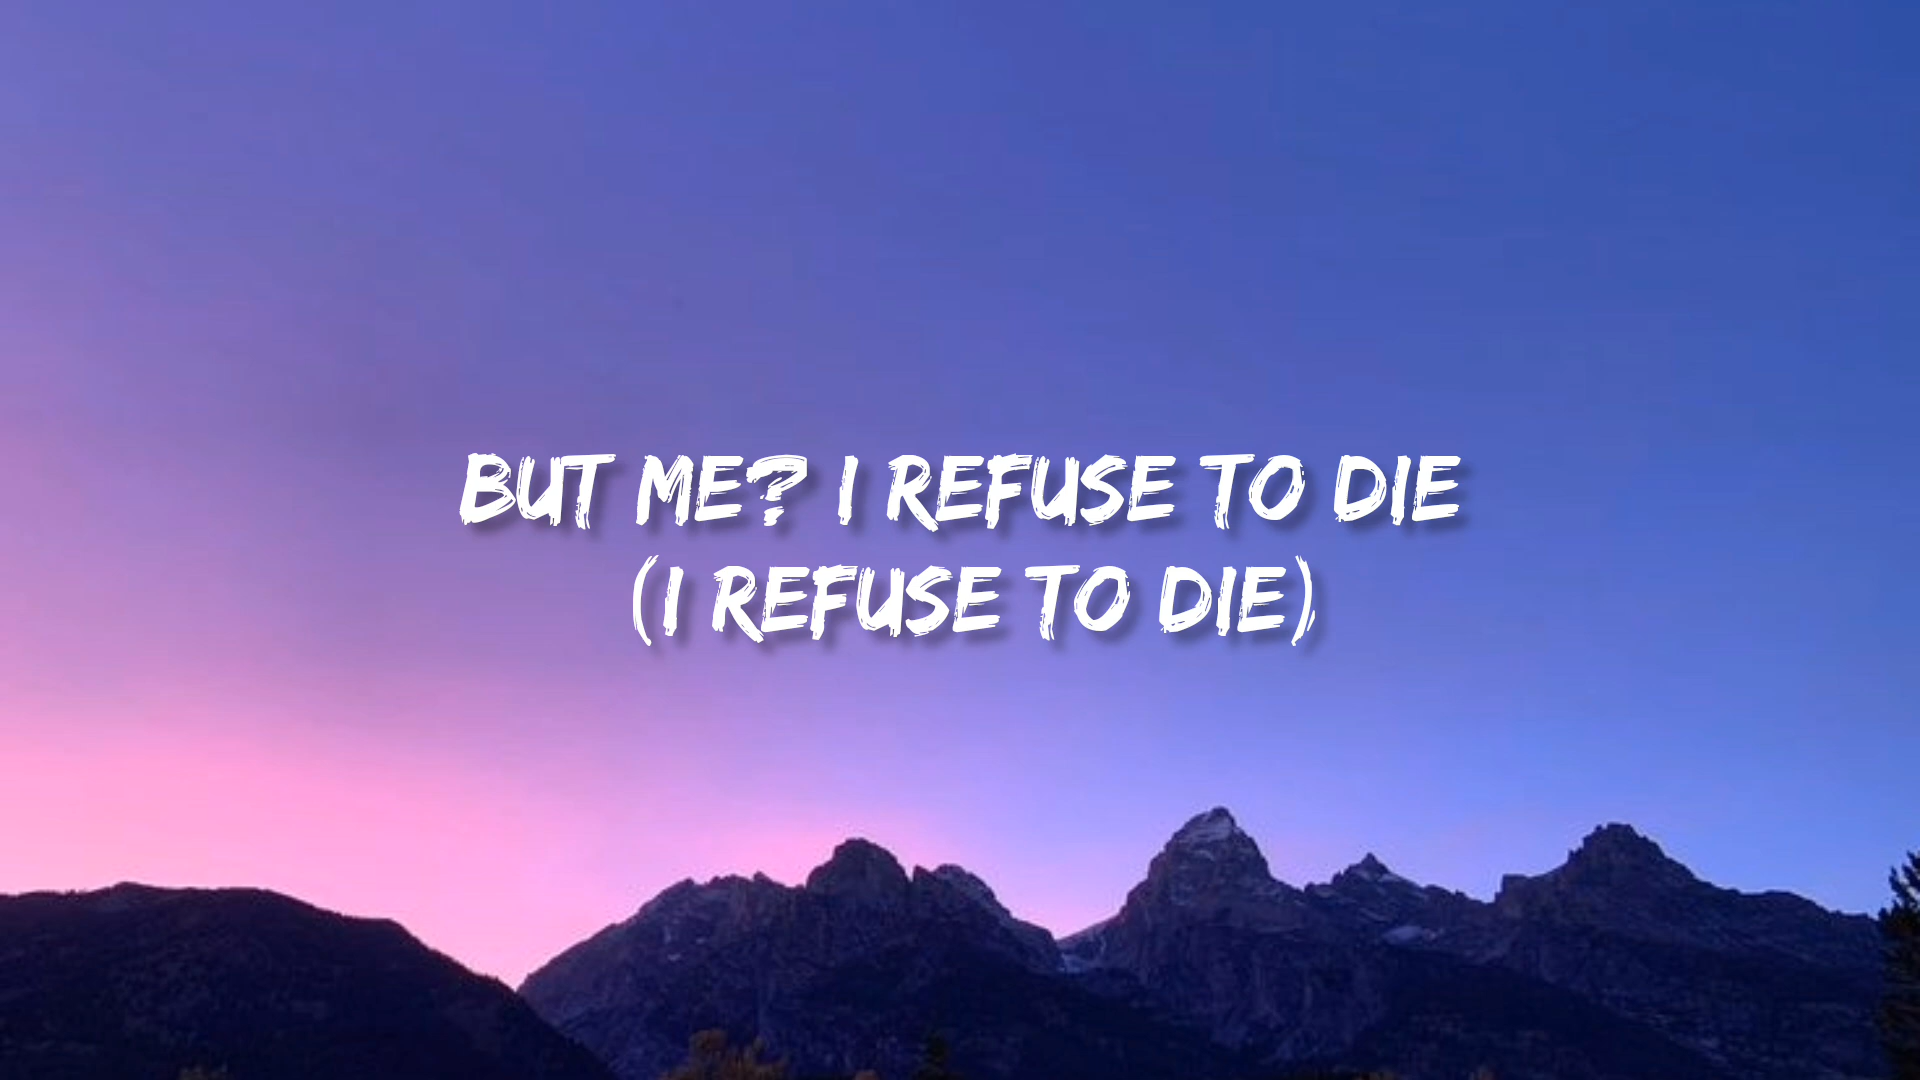 BUT ME? I REFUSE TO DIE
(I REFUSE TO DIE)